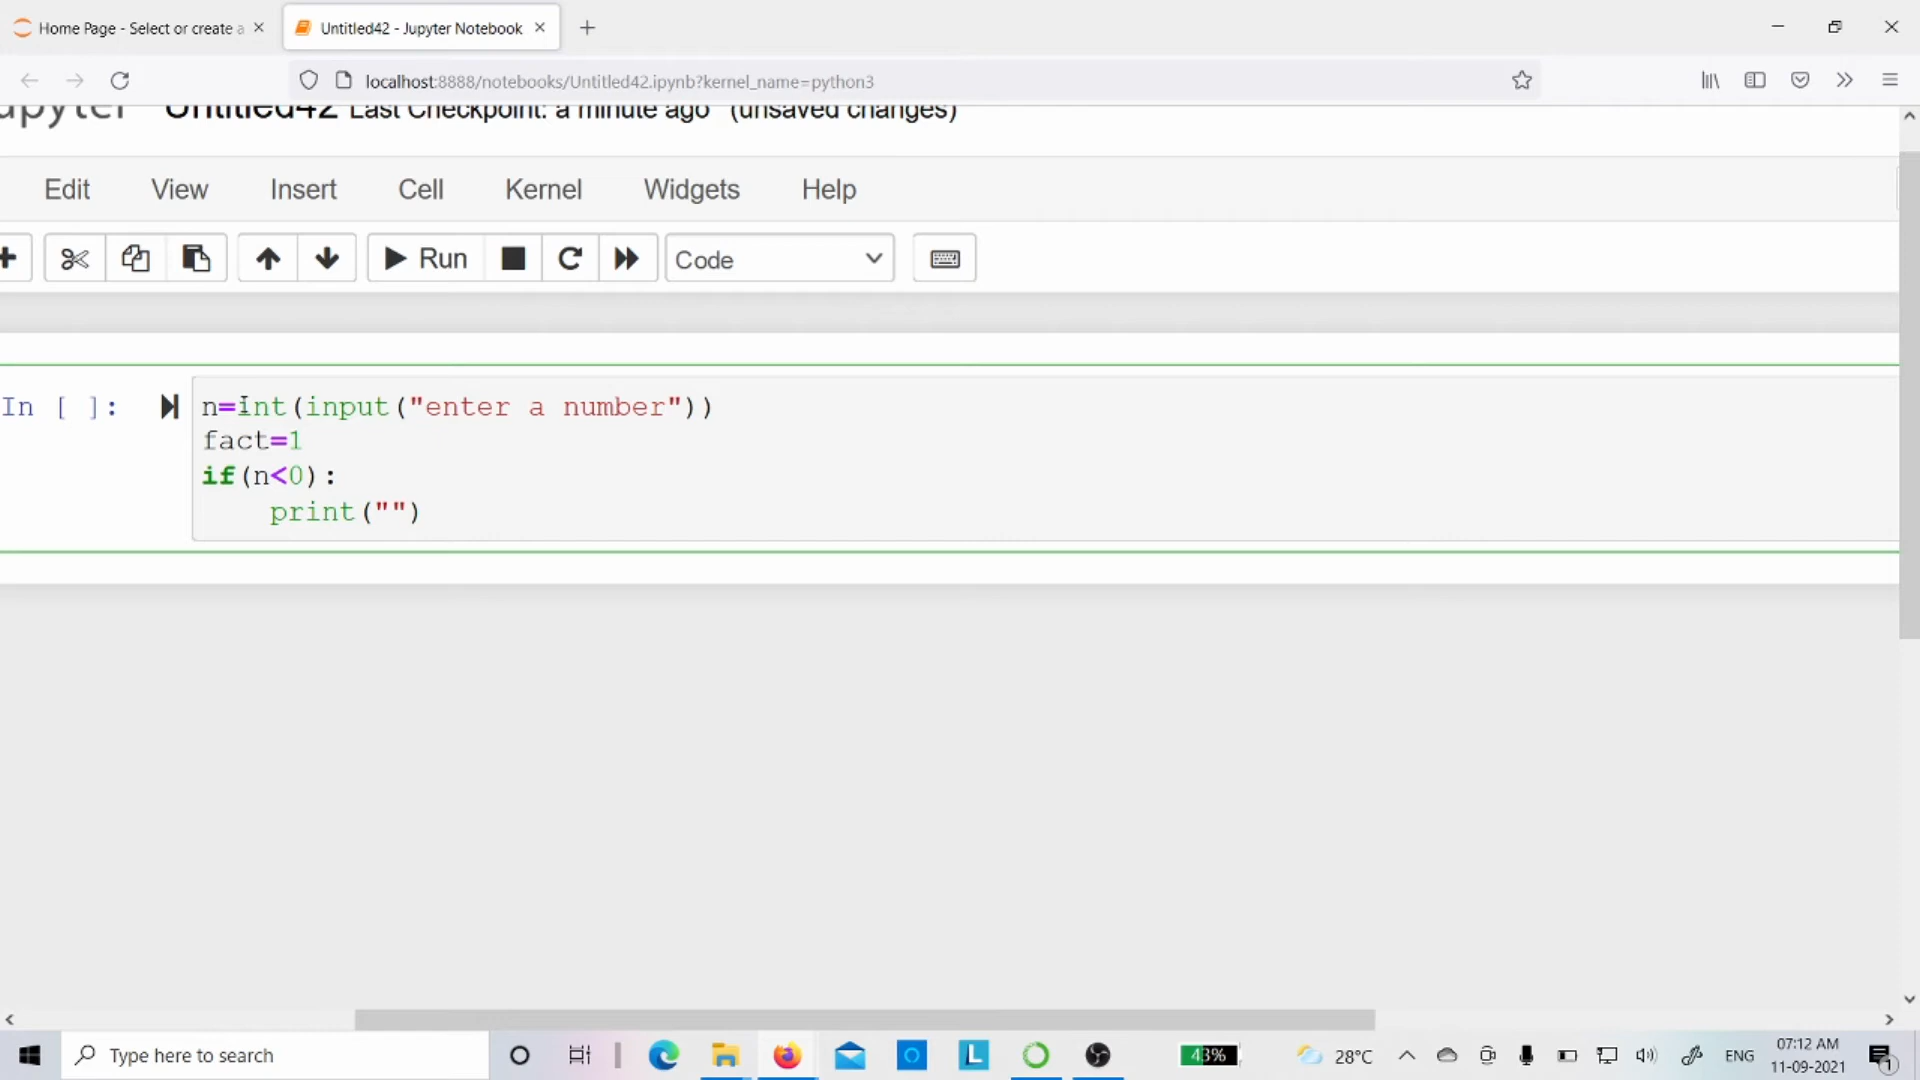 Home Page - Select or create a
Untitled42 - Jupyter Notebook
localhost:8888/notebooks/Untitled42.ipynb?kernel_name=python3
Jupyter Untitled42 Last Checkpoint: a minute ago (unsaved changes)
Edit View Insert Cell Kernel Widgets Help
Run Code
In [ ]:
n=int(input("enter a number"))
fact=1
if(n<0):
    print("")
Type here to search
L
43%
28°C
ENG
07:12 AM
11-09-2021
1